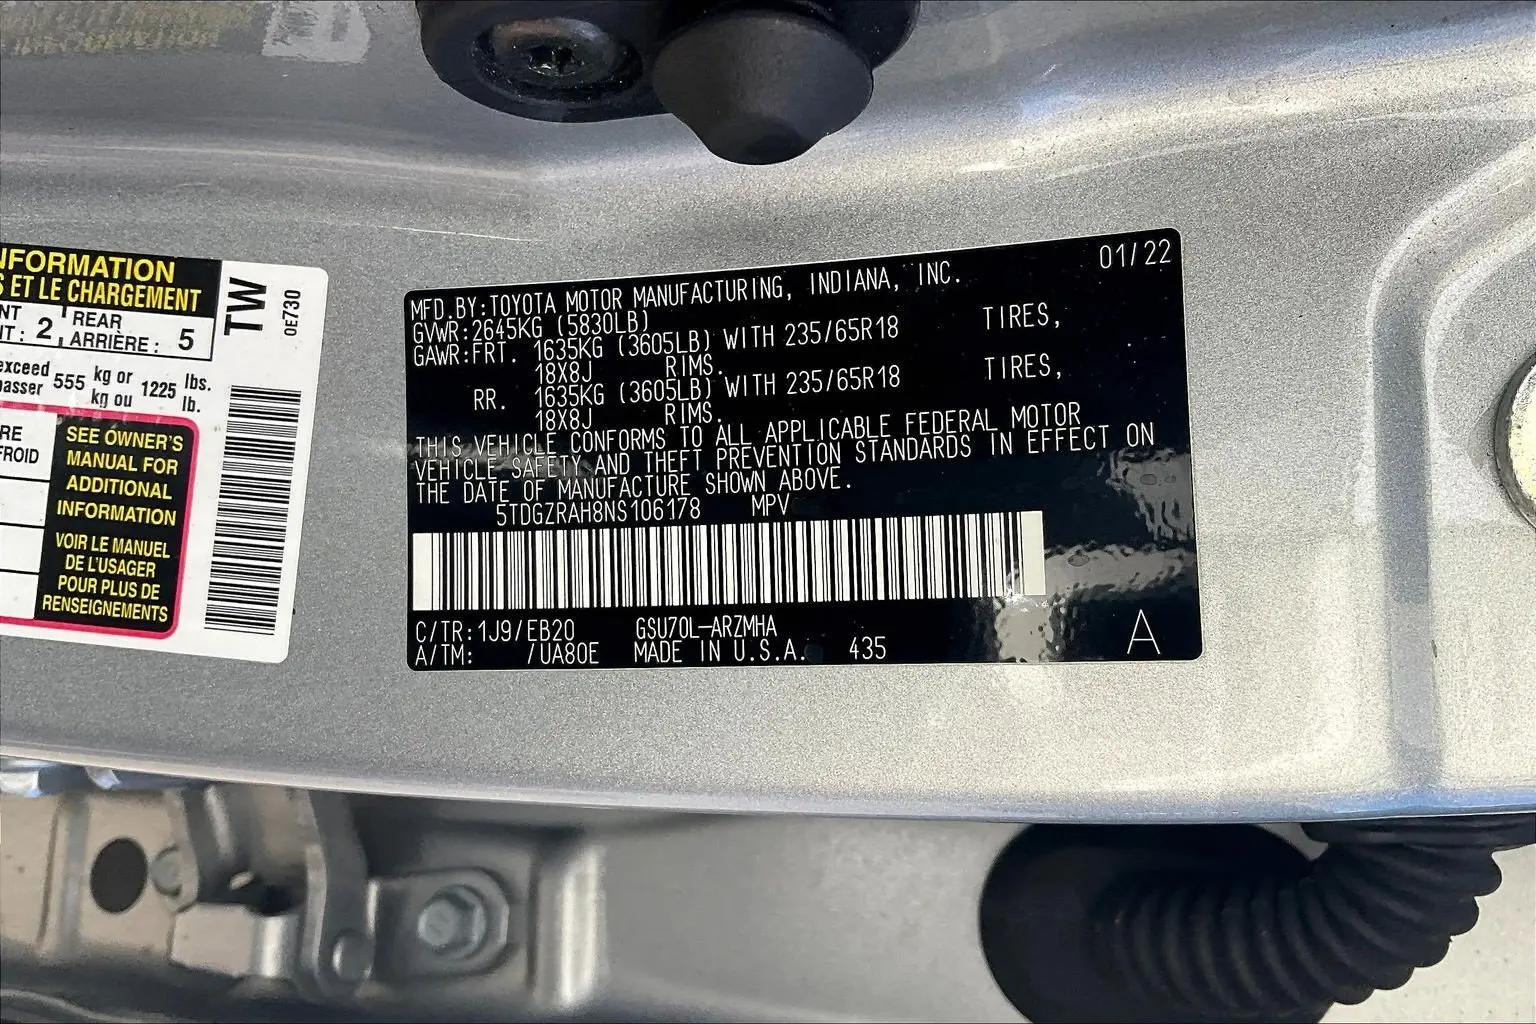 NFORMATION
S ET LE CHARGEMENT
NT
: 2
REAR
ARRIÈRE : 5
exceed
555 kg or 1225 lbs.
passer kg ou lb.
RE
FROID
SEE OWNER'S
MANUAL FOR
ADDITIONAL
INFORMATION
VOIR LE MANUEL
DE L'USAGER
POUR PLUS DE
RENSEIGNEMENTS
TW
0E730
01/22
MFD.BY:TOYOTA MOTOR MANUFACTURING, INDIANA, INC.
GVWR:2645KG (5830LB)
GAWR:FRT. 1635KG (3605LB) WITH 235/65R18 TIRES,
18X8J RIMS.
RR. 1635KG (3605LB) WITH 235/65R18 TIRES,
18X8J RIMS.
THIS VEHICLE CONFORMS TO ALL APPLICABLE FEDERAL MOTOR
VEHICLE SAFETY AND THEFT PREVENTION STANDARDS IN EFFECT ON
THE DATE OF MANUFACTURE SHOWN ABOVE.
5TDGZRAH8NS106178 MPV
C/TR:1J9/EB20 GSU70L-ARZMHA
A/TM: /UA80E MADE IN U.S.A. 435
A